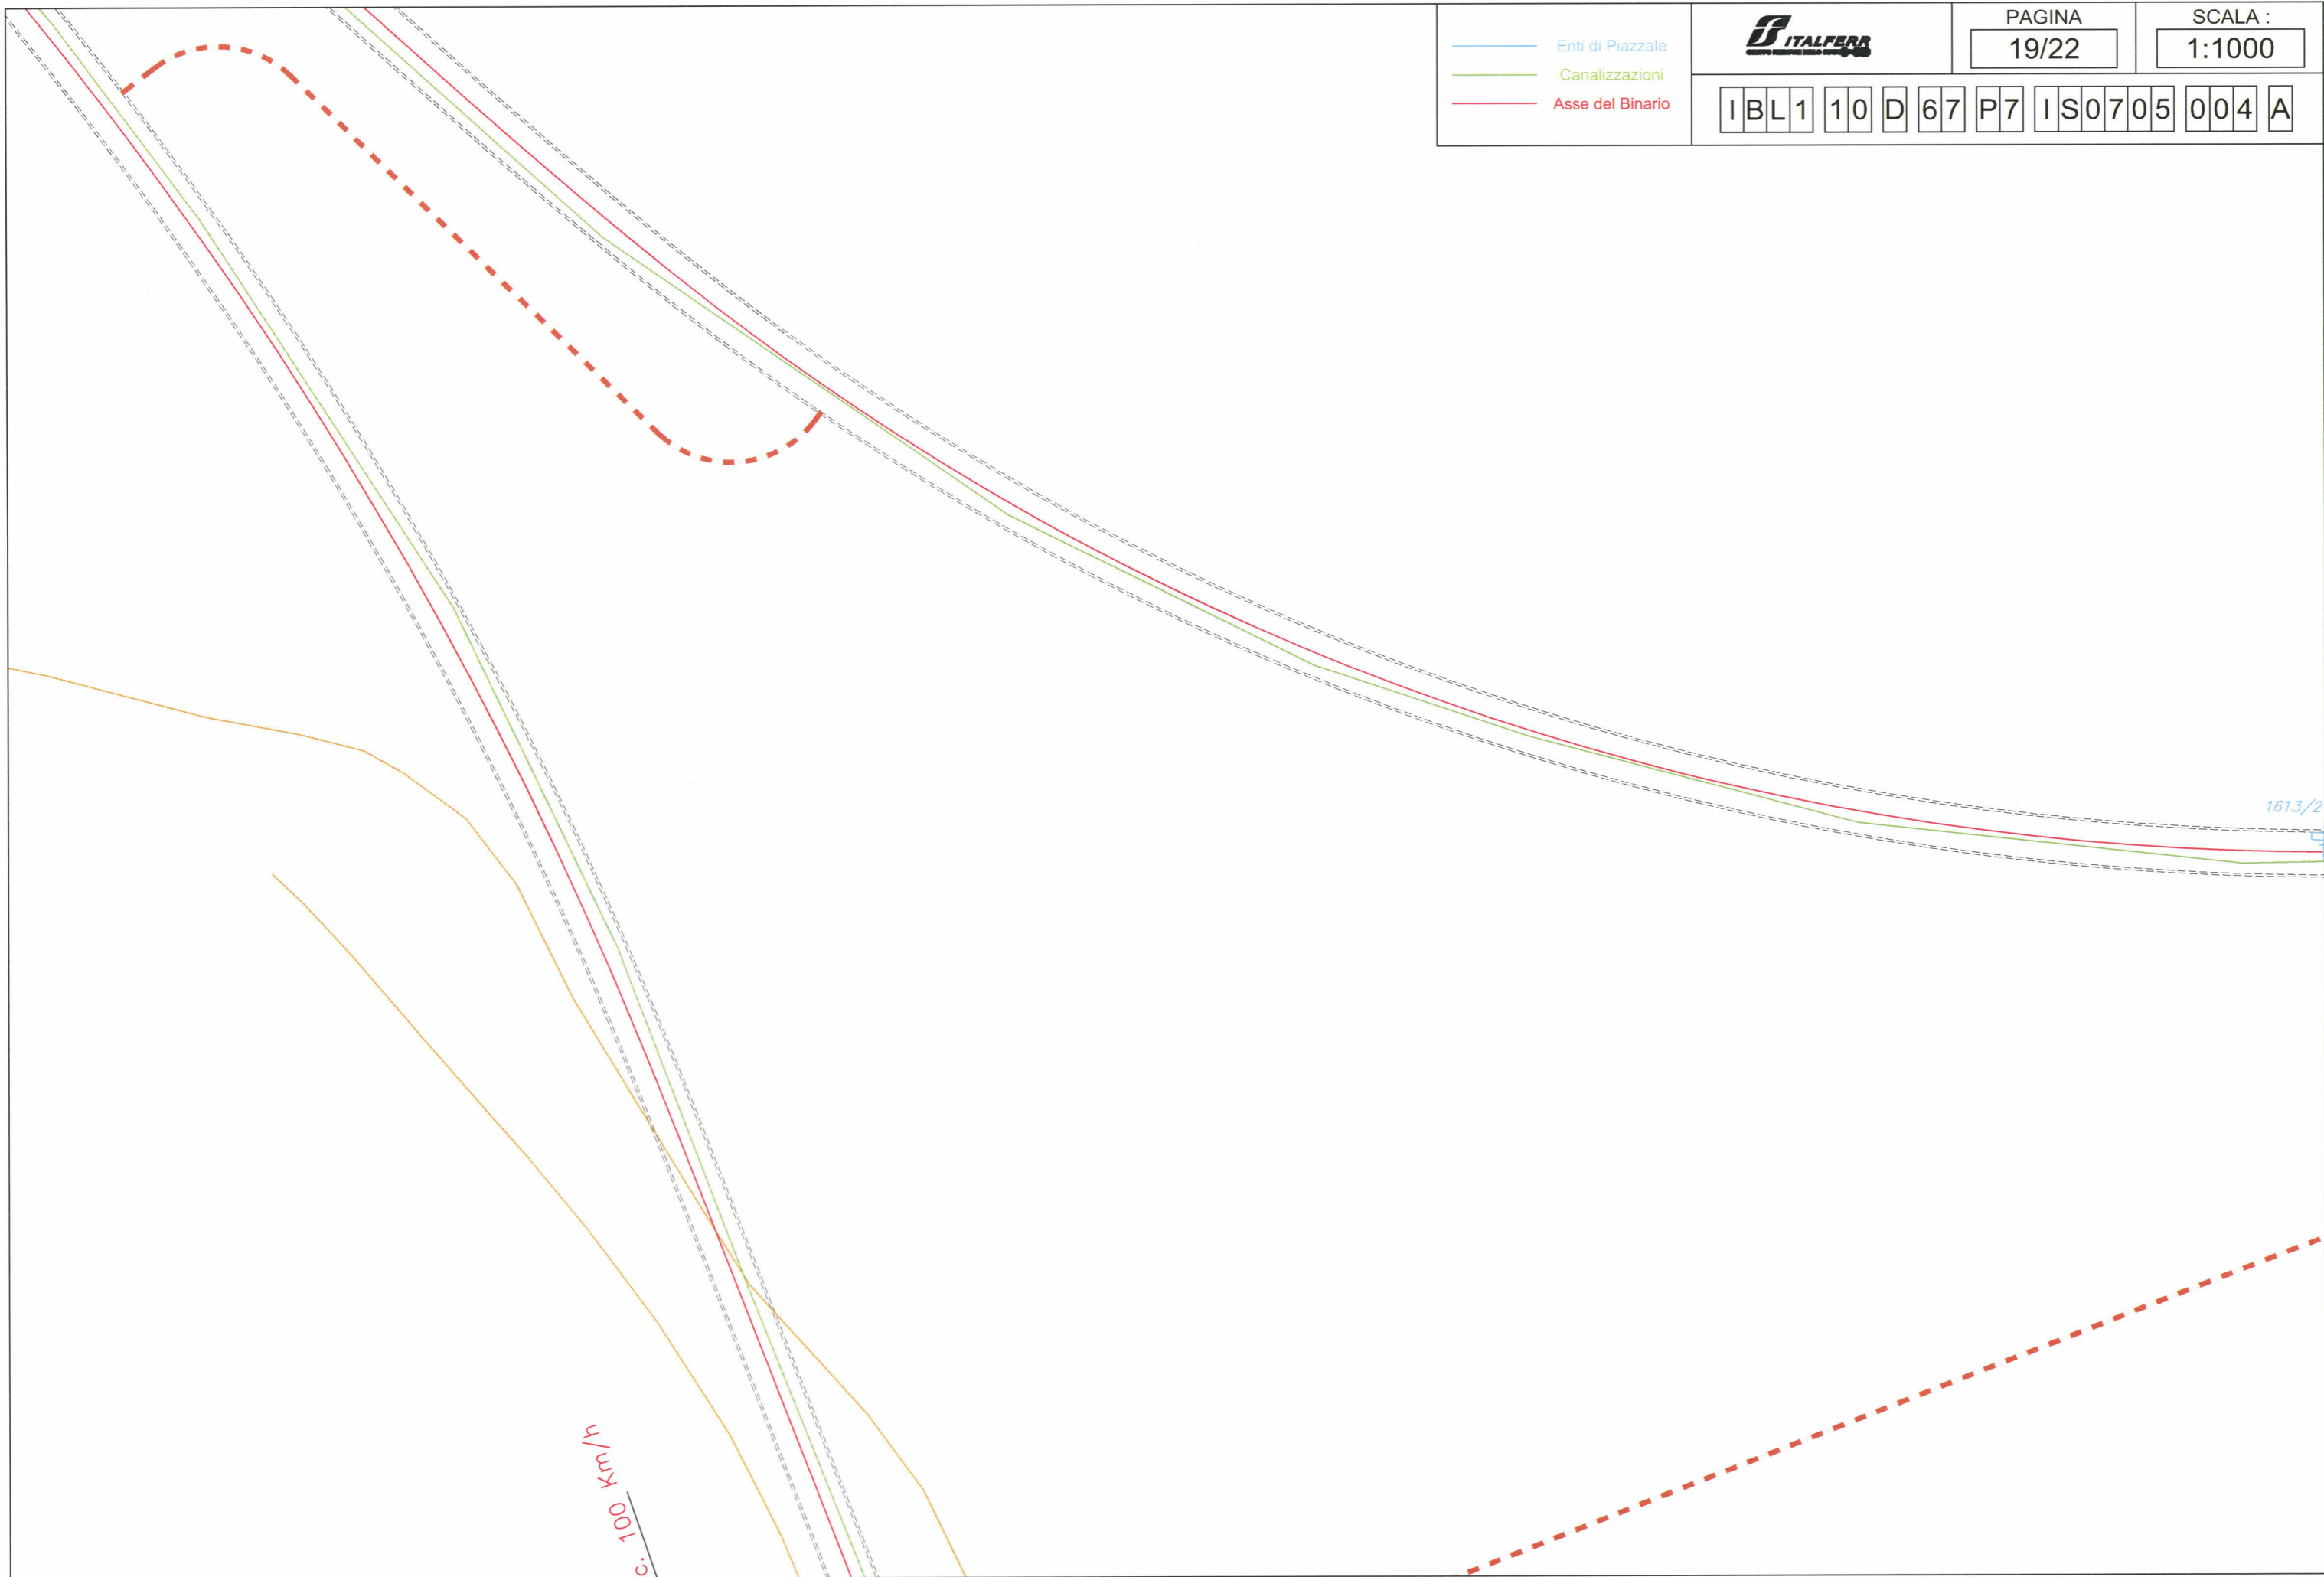 Enti di Piazzale
Canalizzazioni
Asse del Binario
ITALFERR
PAGINA
19/22
SCALA :
1:1000
IBL1 10 D 67 P7 IS0705 004 A
1613/2
c. 100 km/h